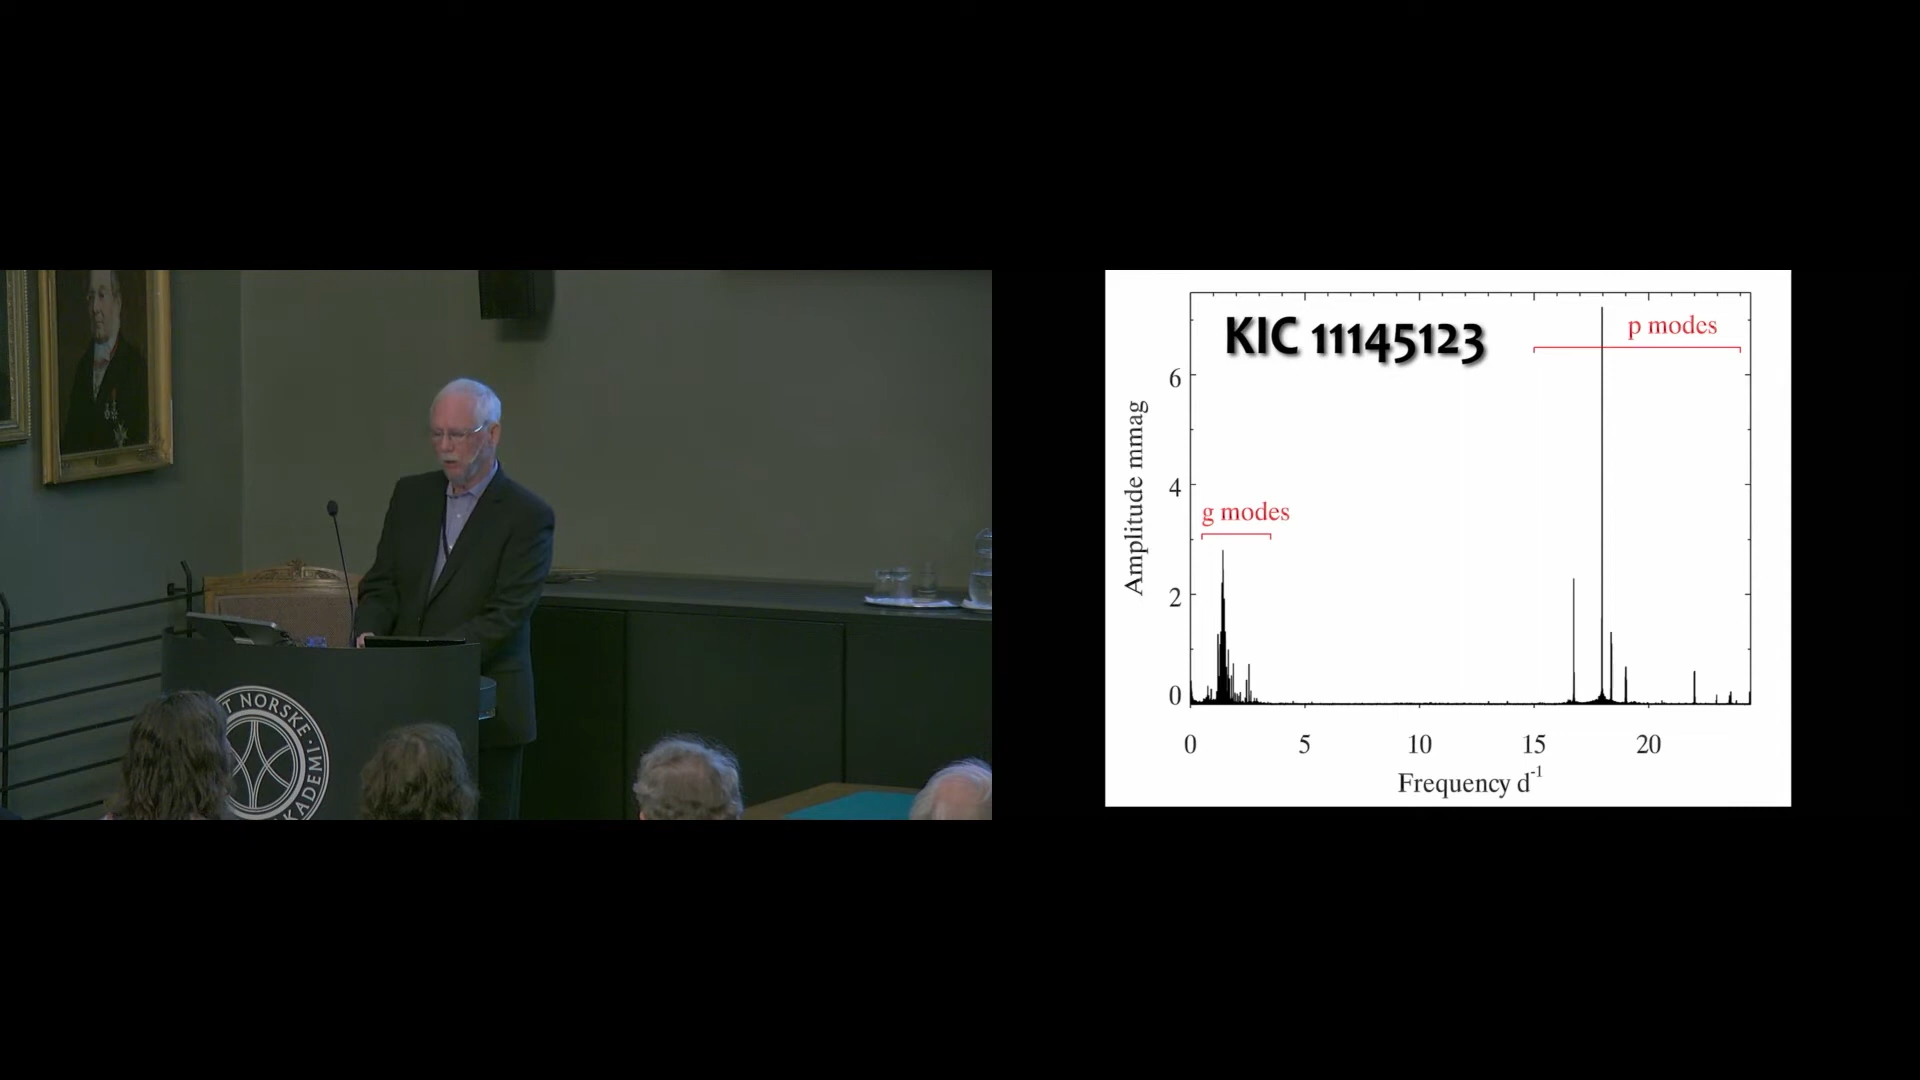 T NORSKE · 
AKADEMI
KIC 11145123
p modes
g modes
Amplitude mmag
6
4
2
0
0 5 10 15 20
Frequency d-1